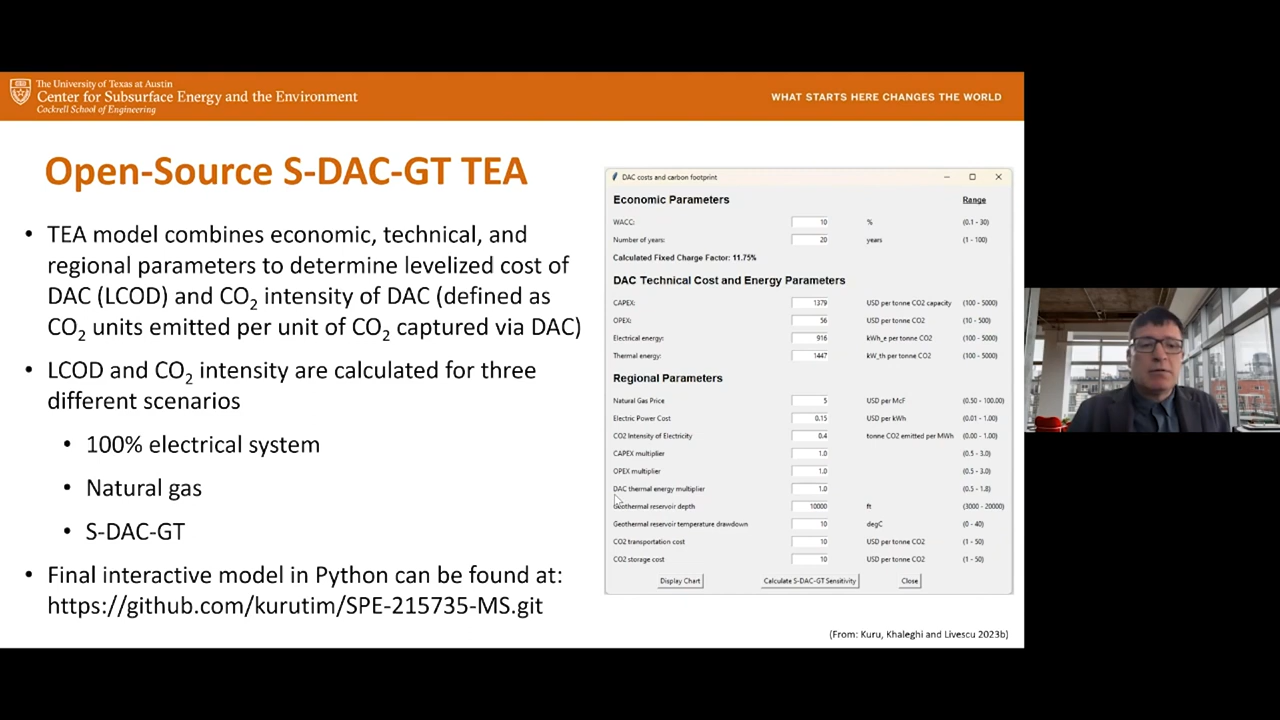 The University of Texas at Austin
Center for Subsurface Energy and the Environment
Cockrell School of Engineering
WHAT STARTS HERE CHANGES THE WORLD
Open-Source S-DAC-GT TEA
• TEA model combines economic, technical, and
regional parameters to determine levelized cost of
DAC (LCOD) and CO2 intensity of DAC (defined as
CO2 units emitted per unit of CO2 captured via DAC)
• LCOD and CO2 intensity are calculated for three
different scenarios
• 100% electrical system
• Natural gas
• S-DAC-GT
• Final interactive model in Python can be found at:
https://github.com/kurutim/SPE-215735-MS.git
DAC costs and carbon footprint
Economic Parameters Range
WACC: 10 % (0.1 - 30)
Number of years: 20 years (1 - 100)
Calculated Fixed Charge Factor: 11.75%
DAC Technical Cost and Energy Parameters
CAPEX: 1379 USD per tonne CO2 capacity (100 - 5000)
OPEX: 56 USD per tonne CO2 (10 - 500)
Electrical energy: 916 kWh_e per tonne CO2 (100 - 5000)
Thermal energy: 1447 kW_th per tonne CO2 (100 - 5000)
Regional Parameters
Natural Gas Price 5 USD per McF (0.50 - 100.00)
Electric Power Cost 0.15 USD per kWh (0.01 - 1.00)
CO2 Intensity of Electricity 0.4 tonne CO2 emitted per MWh (0.00 - 1.00)
CAPEX multiplier 1.0 (0.5 - 3.0)
OPEX multiplier 1.0 (0.5 - 3.0)
DAC thermal energy multiplier 1.0 (0.5 - 1.8)
Geothermal reservoir depth 10000 ft (3000 - 20000)
Geothermal reservoir temperature drawdown 10 degC (0 - 40)
CO2 transportation cost 10 USD per tonne CO2 (1 - 50)
CO2 storage cost 10 USD per tonne CO2 (1 - 50)
Display Chart Calculate S-DAC-GT Sensitivity Close
(From: Kuru, Khaleghi and Livescu 2023b)